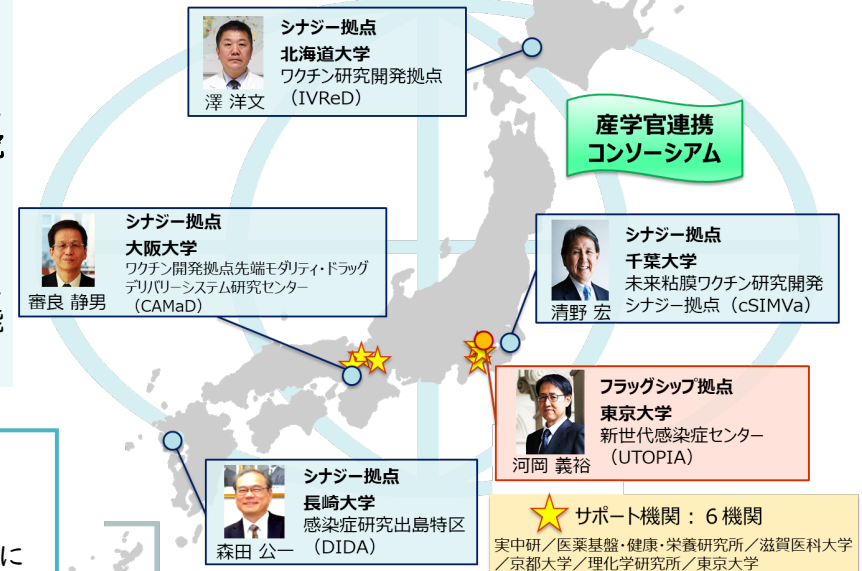 シナジー拠点
北海道大学
ワクチン研究開発拠点
（IVReD）
澤 洋文
産学官連携
コンソーシアム
シナジー拠点
大阪大学
ワクチン開発拠点先端モダリティ・ドラッグ
デリバリーシステム研究センター
（CAMaD）
審良 静男
シナジー拠点
千葉大学
未来粘膜ワクチン研究開発
シナジー拠点（cSIMVa）
清野 宏
フラッグシップ拠点
東京大学
新世代感染症センター
（UTOPIA）
河岡 義裕
シナジー拠点
長崎大学
感染症研究出島特区
（DIDA）
森田 公一
サポート機関：６機関
実中研／医薬基盤・健康・栄養研究所／滋賀医科大学
／京都大学／理化学研究所／東京大学
に